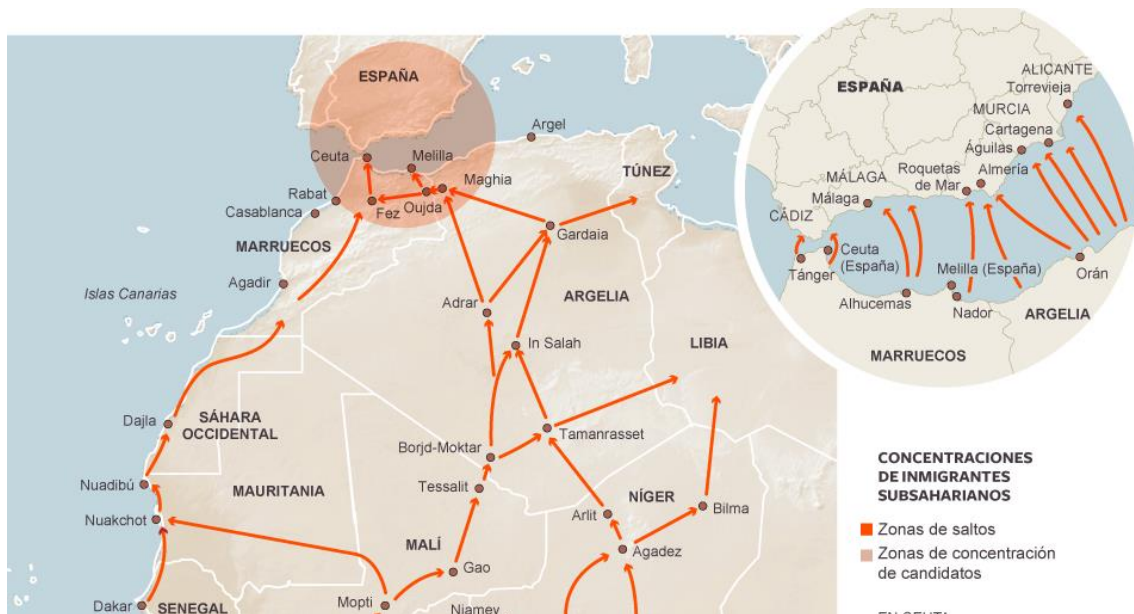 ESPAÑA
Ceuta
Melilla
Argel
Maghia
TÚNEZ
Rabat
Fez
Oujda
Casablanca
Gardaia
MARRUECOS
Agadir
Islas Canarias
Adrar
ARGELIA
In Salah
LIBIA
Dajla
SÁHARA
OCCIDENTAL
Tamanrasset
Borjd-Moktar
Nuadibú
MAURITANIA
Tessalit
NÍGER
Bilma
Arlit
Nuakchot
MALÍ
Agadez
Gao
Dakar
SENEGAL
Mopti
Niamey
ESPAÑA
ALICANTE
Torrevieja
MURCIA
Cartagena
Águilas
Roquetas
de Mar
Almería
MÁLAGA
Málaga
CÁDIZ
Ceuta
(España)
Tánger
Melilla (España)
Orán
Alhucemas
Nador
ARGELIA
MARRUECOS
CONCENTRACIONES
DE INMIGRANTES
SUBSAHARIANOS
Zonas de saltos
Zonas de concentración
de candidatos
EN CEUTA